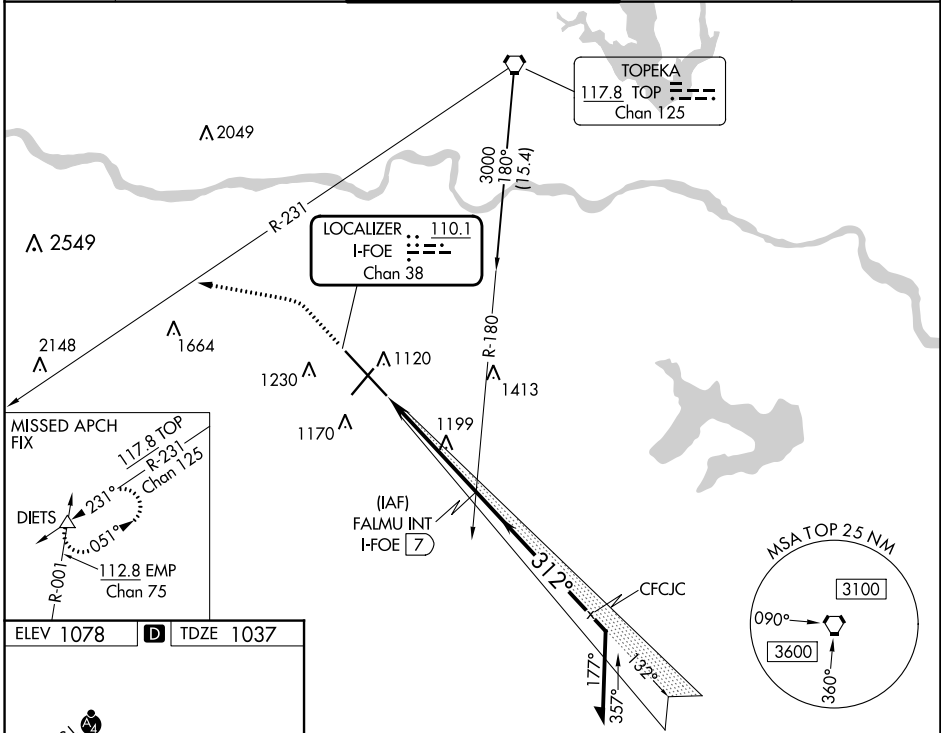 TOPEKA
117.8 TOP
Chan 125
2049
3000
180°
(15.4)
R-231
LOCALIZER 110.1
I-FOE
Chan 38
2549
R-180
2148
1664
1230
1120
1413
1170
1199
MISSED APCH
FIX
117.8 TOP
R-231
Chan 125
DIETS
231°
051°
112.8 EMP
Chan 75
R-001
(IAF)
FALMU INT
I-FOE 7
312°
CFCJC
177°
357°
132°
MSA TOP 25 NM
3100
090°
3600
360°
ELEV 1078 D TDZE 1037
A4